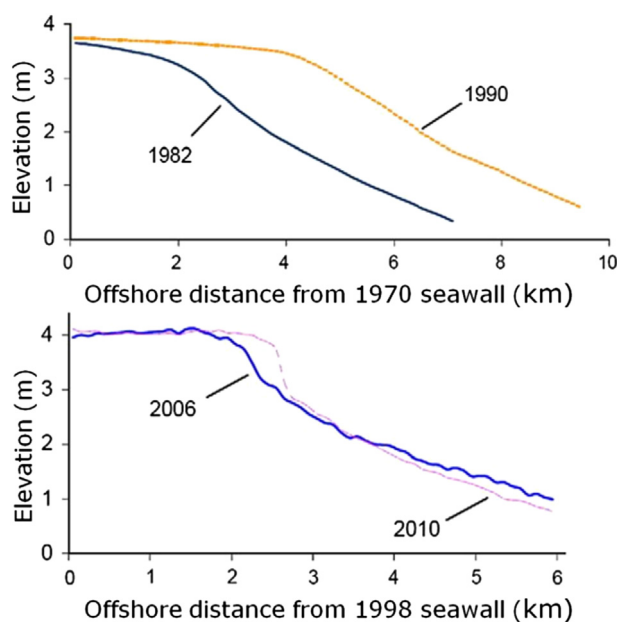 4
3
2
1
0
Elevation (m)
1990
1982
0 2 4 6 8 10
Offshore distance from 1970 seawall (km)
4
3
2
1
0
Elevation (m)
2006
2010
0 1 2 3 4 5 6
Offshore distance from 1998 seawall (km)